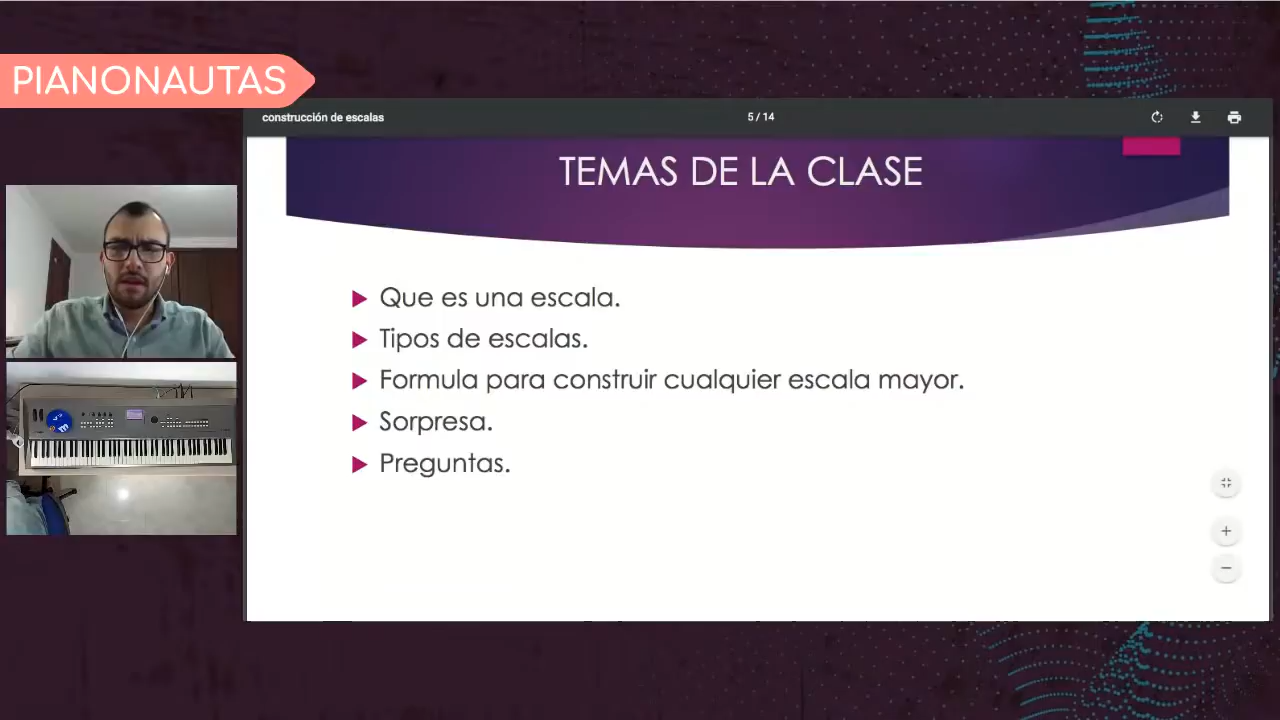 PIANONAUTAS
construcción de escalas
5 / 14
TEMAS DE LA CLASE
Que es una escala.
Tipos de escalas.
Formula para construir cualquier escala mayor.
Sorpresa.
Preguntas.